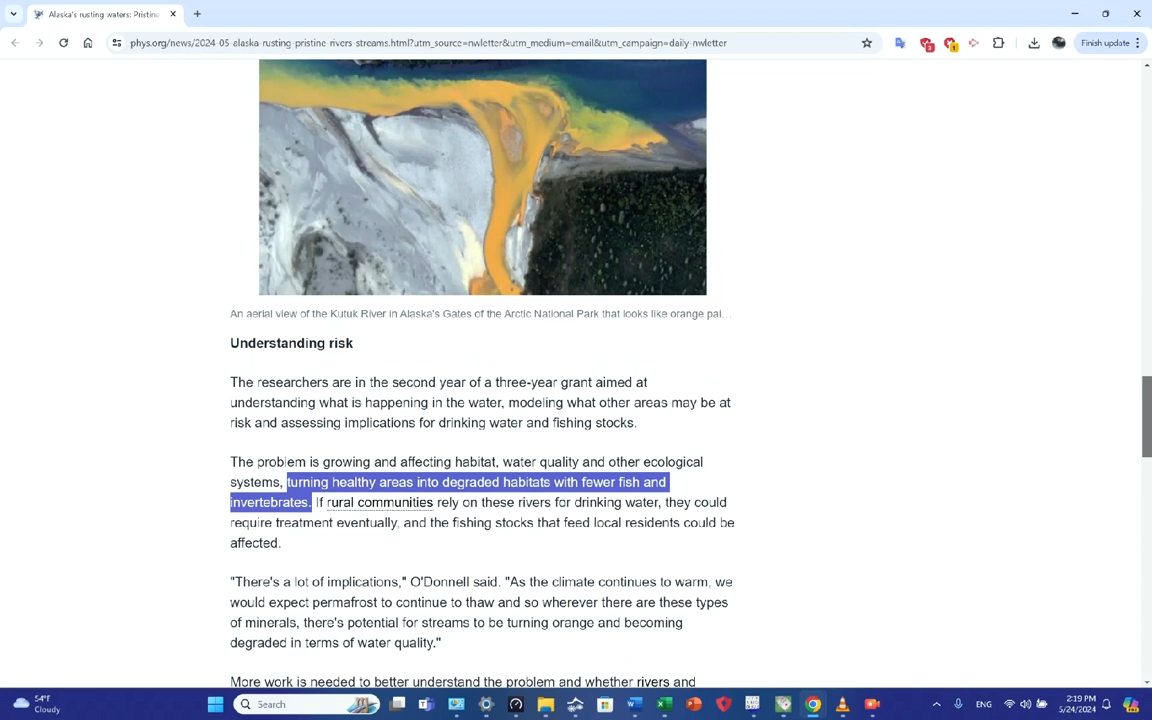 Alaska's rusting waters: Pristine
phys.org/news/2024-05-alaska-rusting-pristine-rivers-streams.html?utm_source=nwletter&utm_medium=email&utm_campaign=daily-nwletter
Finish update
An aerial view of the Kutuk River in Alaska's Gates of the Arctic National Park that looks like orange pai...
Understanding risk
The researchers are in the second year of a three-year grant aimed at
understanding what is happening in the water, modeling what other areas may be at
risk and assessing implications for drinking water and fishing stocks.
The problem is growing and affecting habitat, water quality and other ecological
systems, turning healthy areas into degraded habitats with fewer fish and
invertebrates. If rural communities rely on these rivers for drinking water, they could
require treatment eventually, and the fishing stocks that feed local residents could be
affected.
"There's a lot of implications," O'Donnell said. "As the climate continues to warm, we
would expect permafrost to continue to thaw and so wherever there are these types
of minerals, there's potential for streams to be turning orange and becoming
degraded in terms of water quality."
More work is needed to better understand the problem and whether rivers and
54°F
Cloudy
Search
ENG
2:19 PM
5/24/2024